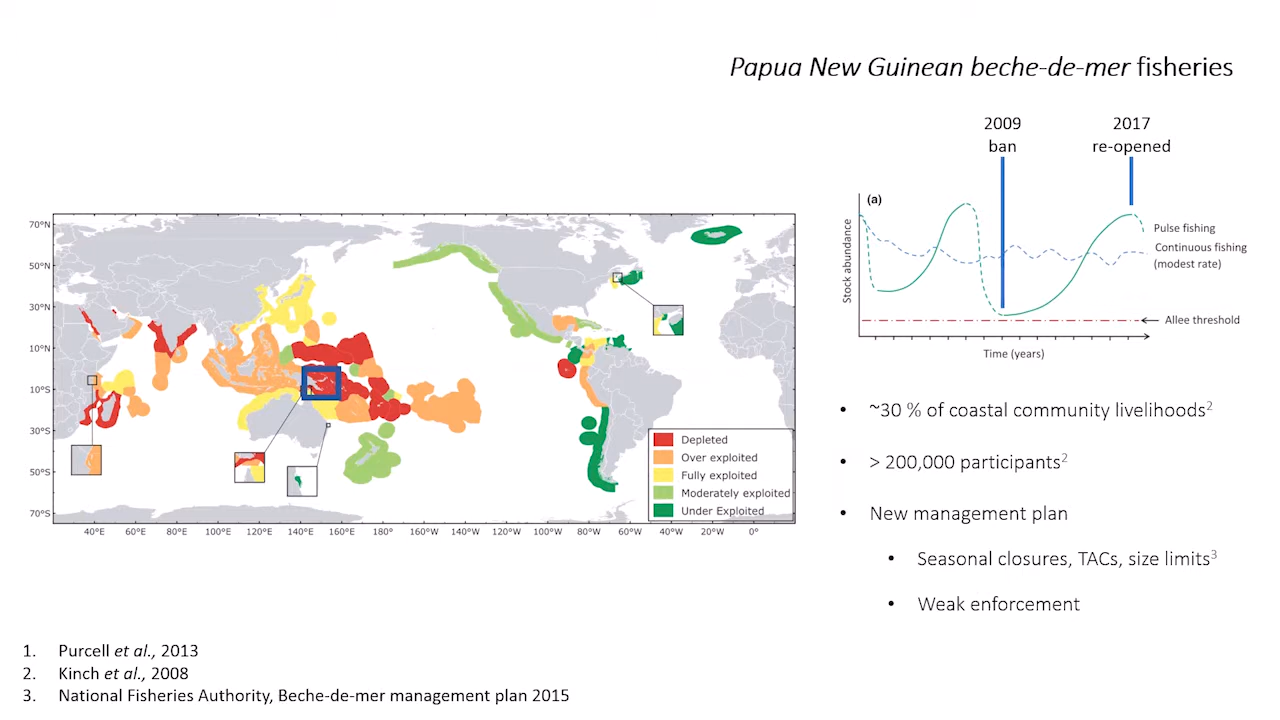 Papua New Guinean beche-de-mer fisheries
2009
ban
2017
re-opened
(a)
Stock abundance
Pulse fishing
Continuous fishing
(modest rate)
Allee threshold
Time (years)
70°N
50°N
30°N
10°N
10°S
30°S
50°S
70°S
40°E
60°E
80°E
100°E
120°E
140°E
160°E
180°E
160°W
140°W
120°W
100°W
80°W
60°W
40°W
20°W
0°
Depleted
Over exploited
Fully exploited
Moderately exploited
Under Exploited
• ~30 % of coastal community livelihoods2
• > 200,000 participants2
• New management plan
• Seasonal closures, TACs, size limits3
• Weak enforcement
1. Purcell et al., 2013
2. Kinch et al., 2008
3. National Fisheries Authority, Beche-de-mer management plan 2015